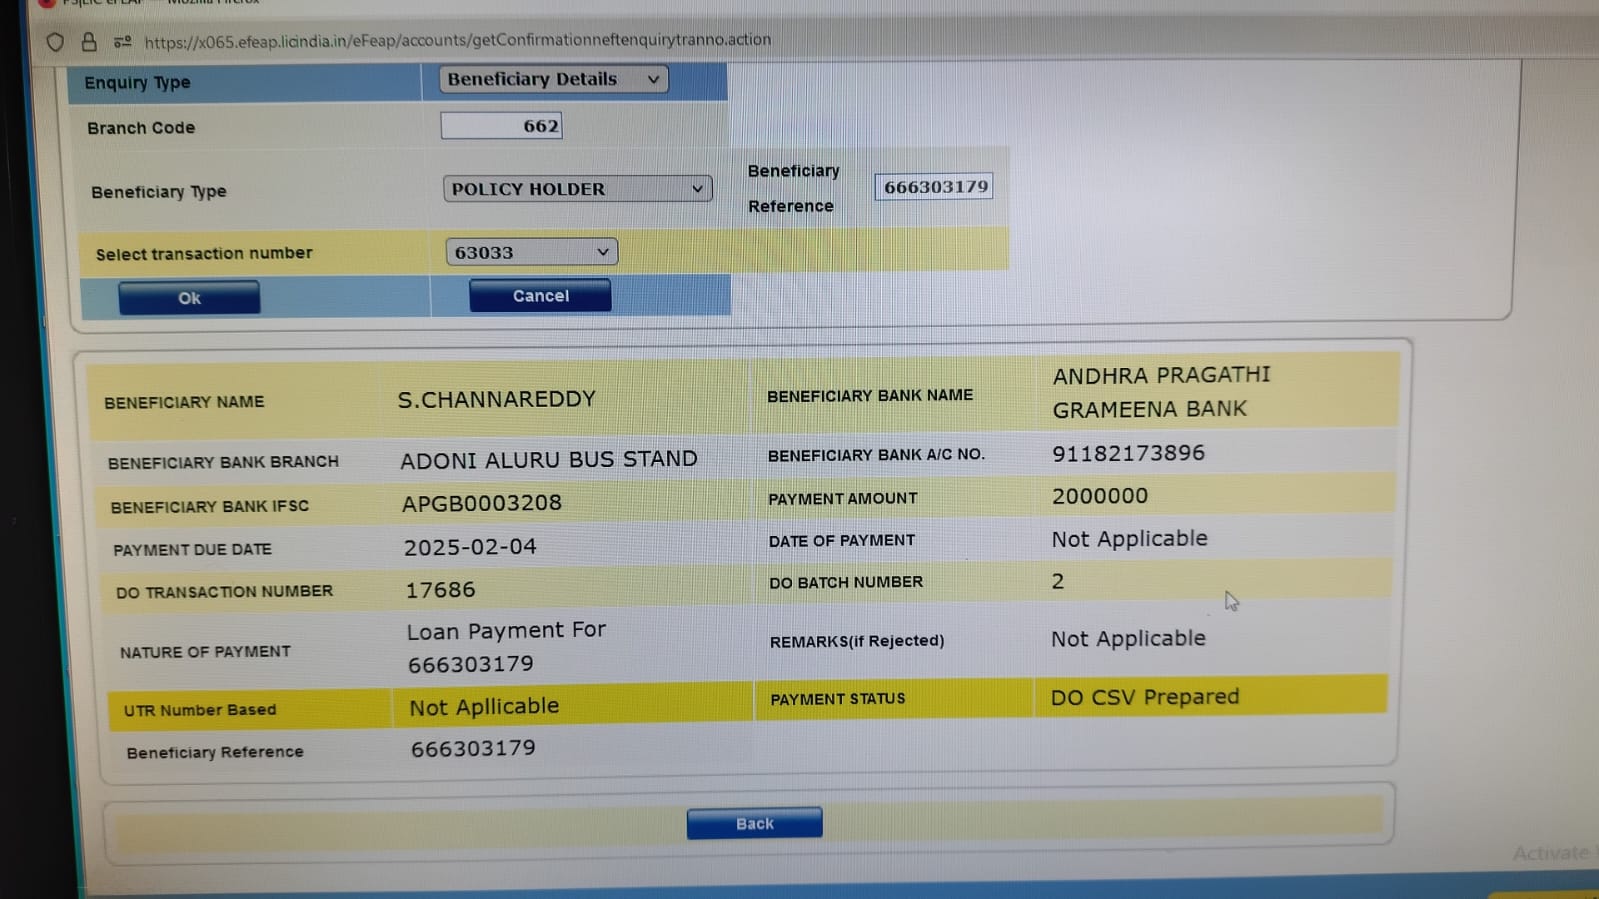 https://x065.efeap.licindia.in/eFeap/accounts/getConfirmationneftenquirytranno.action
Enquiry Type Beneficiary Details
Branch Code 662
Beneficiary Type POLICY HOLDER Beneficiary Reference 666303179
Select transaction number 63033
Ok Cancel
BENEFICIARY NAME S.CHANNAREDDY BENEFICIARY BANK NAME ANDHRA PRAGATHI GRAMEENA BANK
BENEFICIARY BANK BRANCH ADONI ALURU BUS STAND BENEFICIARY BANK A/C NO. 91182173896
BENEFICIARY BANK IFSC APGB0003208 PAYMENT AMOUNT 2000000
PAYMENT DUE DATE 2025-02-04 DATE OF PAYMENT Not Applicable
DO TRANSACTION NUMBER 17686 DO BATCH NUMBER 2
NATURE OF PAYMENT Loan Payment For 666303179 REMARKS(if Rejected) Not Applicable
UTR Number Based Not Apllicable PAYMENT STATUS DO CSV Prepared
Beneficiary Reference 666303179
Back
Activate